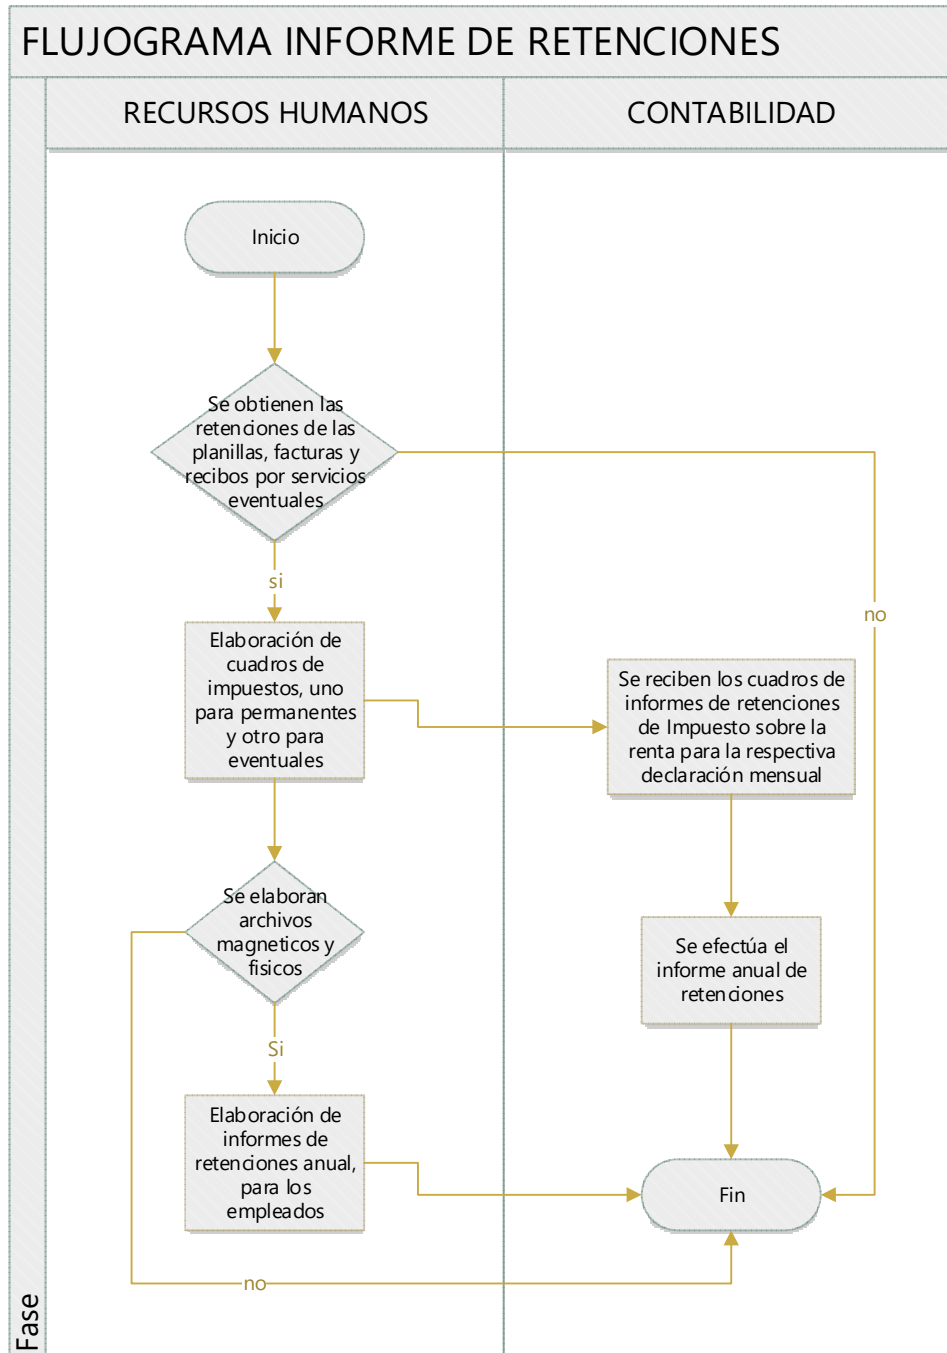 FLUJOGRAMA INFORME DE RETENCIONES
RECURSOS HUMANOS
CONTABILIDAD
Inicio
Se obtienen las
retenciones de las
planillas, facturas y
recibos por servicios
eventuales
si
no
Elaboración de
cuadros de
impuestos, uno
para permanentes
y otro para
eventuales
Se reciben los cuadros de
informes de retenciones
de Impuesto sobre la
renta para la respectiva
declaración mensual
Se elaboran
archivos
magneticos y
fisicos
Se efectúa el
informe anual de
retenciones
Si
Elaboración de
informes de
retenciones anual,
para los
empleados
Fin
no
Fase